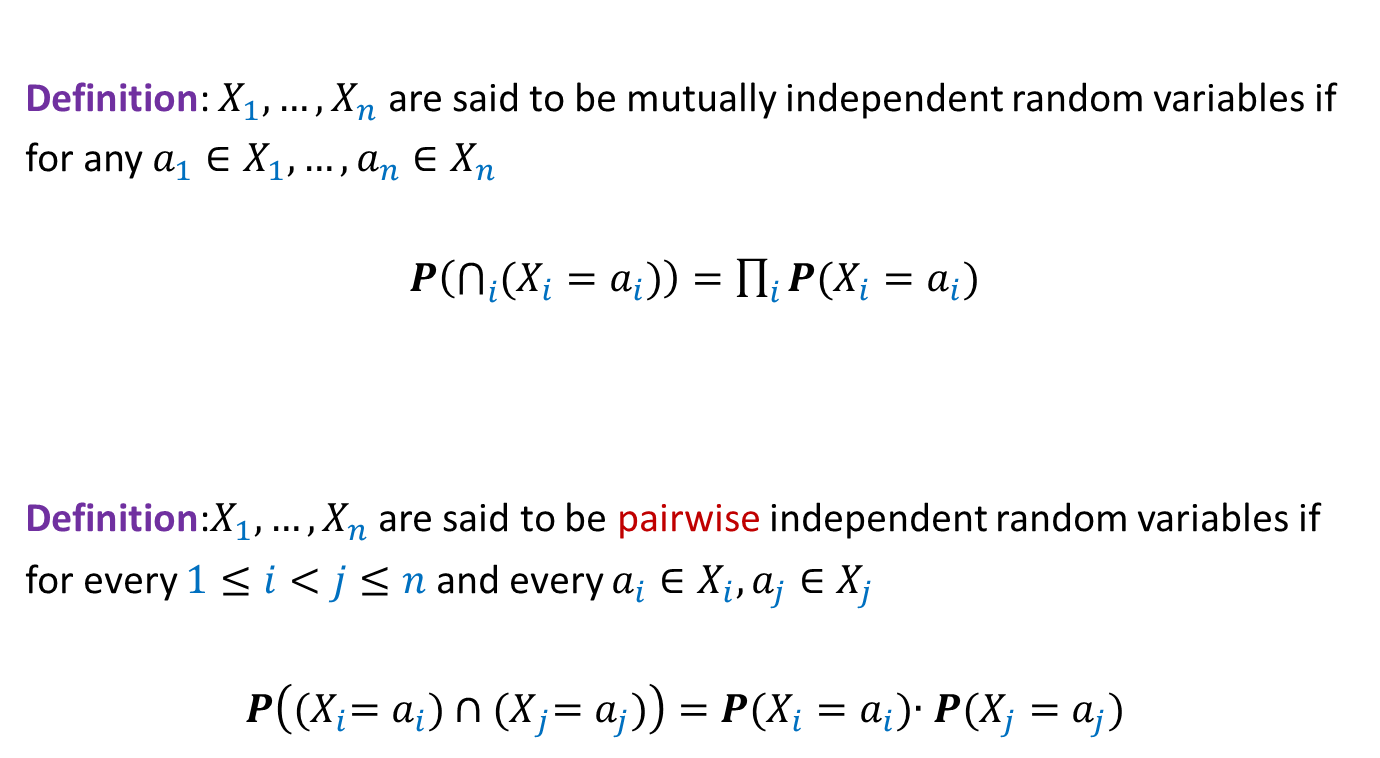 Definition: X₁, … , Xₙ are said to be mutually independent random variables if
for any a₁ ∈ X₁, … , aₙ ∈ Xₙ
𝑷(∩ᵢ(Xᵢ = aᵢ)) = ∏ᵢ 𝑷(Xᵢ = aᵢ)
Definition:X₁, … , Xₙ are said to be pairwise independent random variables if
for every 1 ≤ i < j ≤ n and every aᵢ ∈ Xᵢ, aⱼ ∈ Xⱼ
𝑷((Xᵢ= aᵢ) ∩ (Xⱼ= aⱼ)) = 𝑷(Xᵢ = aᵢ)· 𝑷(Xⱼ = aⱼ)